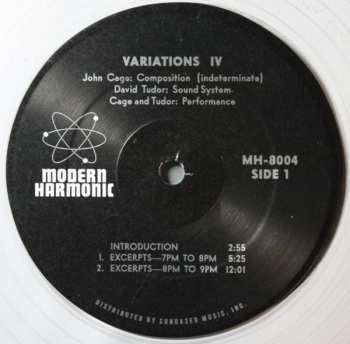 VARIATIONS IV
John Cage: Composition (indeterminate)
David Tudor: Sound System
Cage and Tudor: Performance
MODERN
HARMONIC
MH-8004
SIDE 1
INTRODUCTION 2:55
1. EXCERPTS—7PM TO 8PM 5:25
2. EXCERPTS—8PM TO 9PM 12:01
DISTRIBUTED BY SUNDAZED MUSIC, INC.